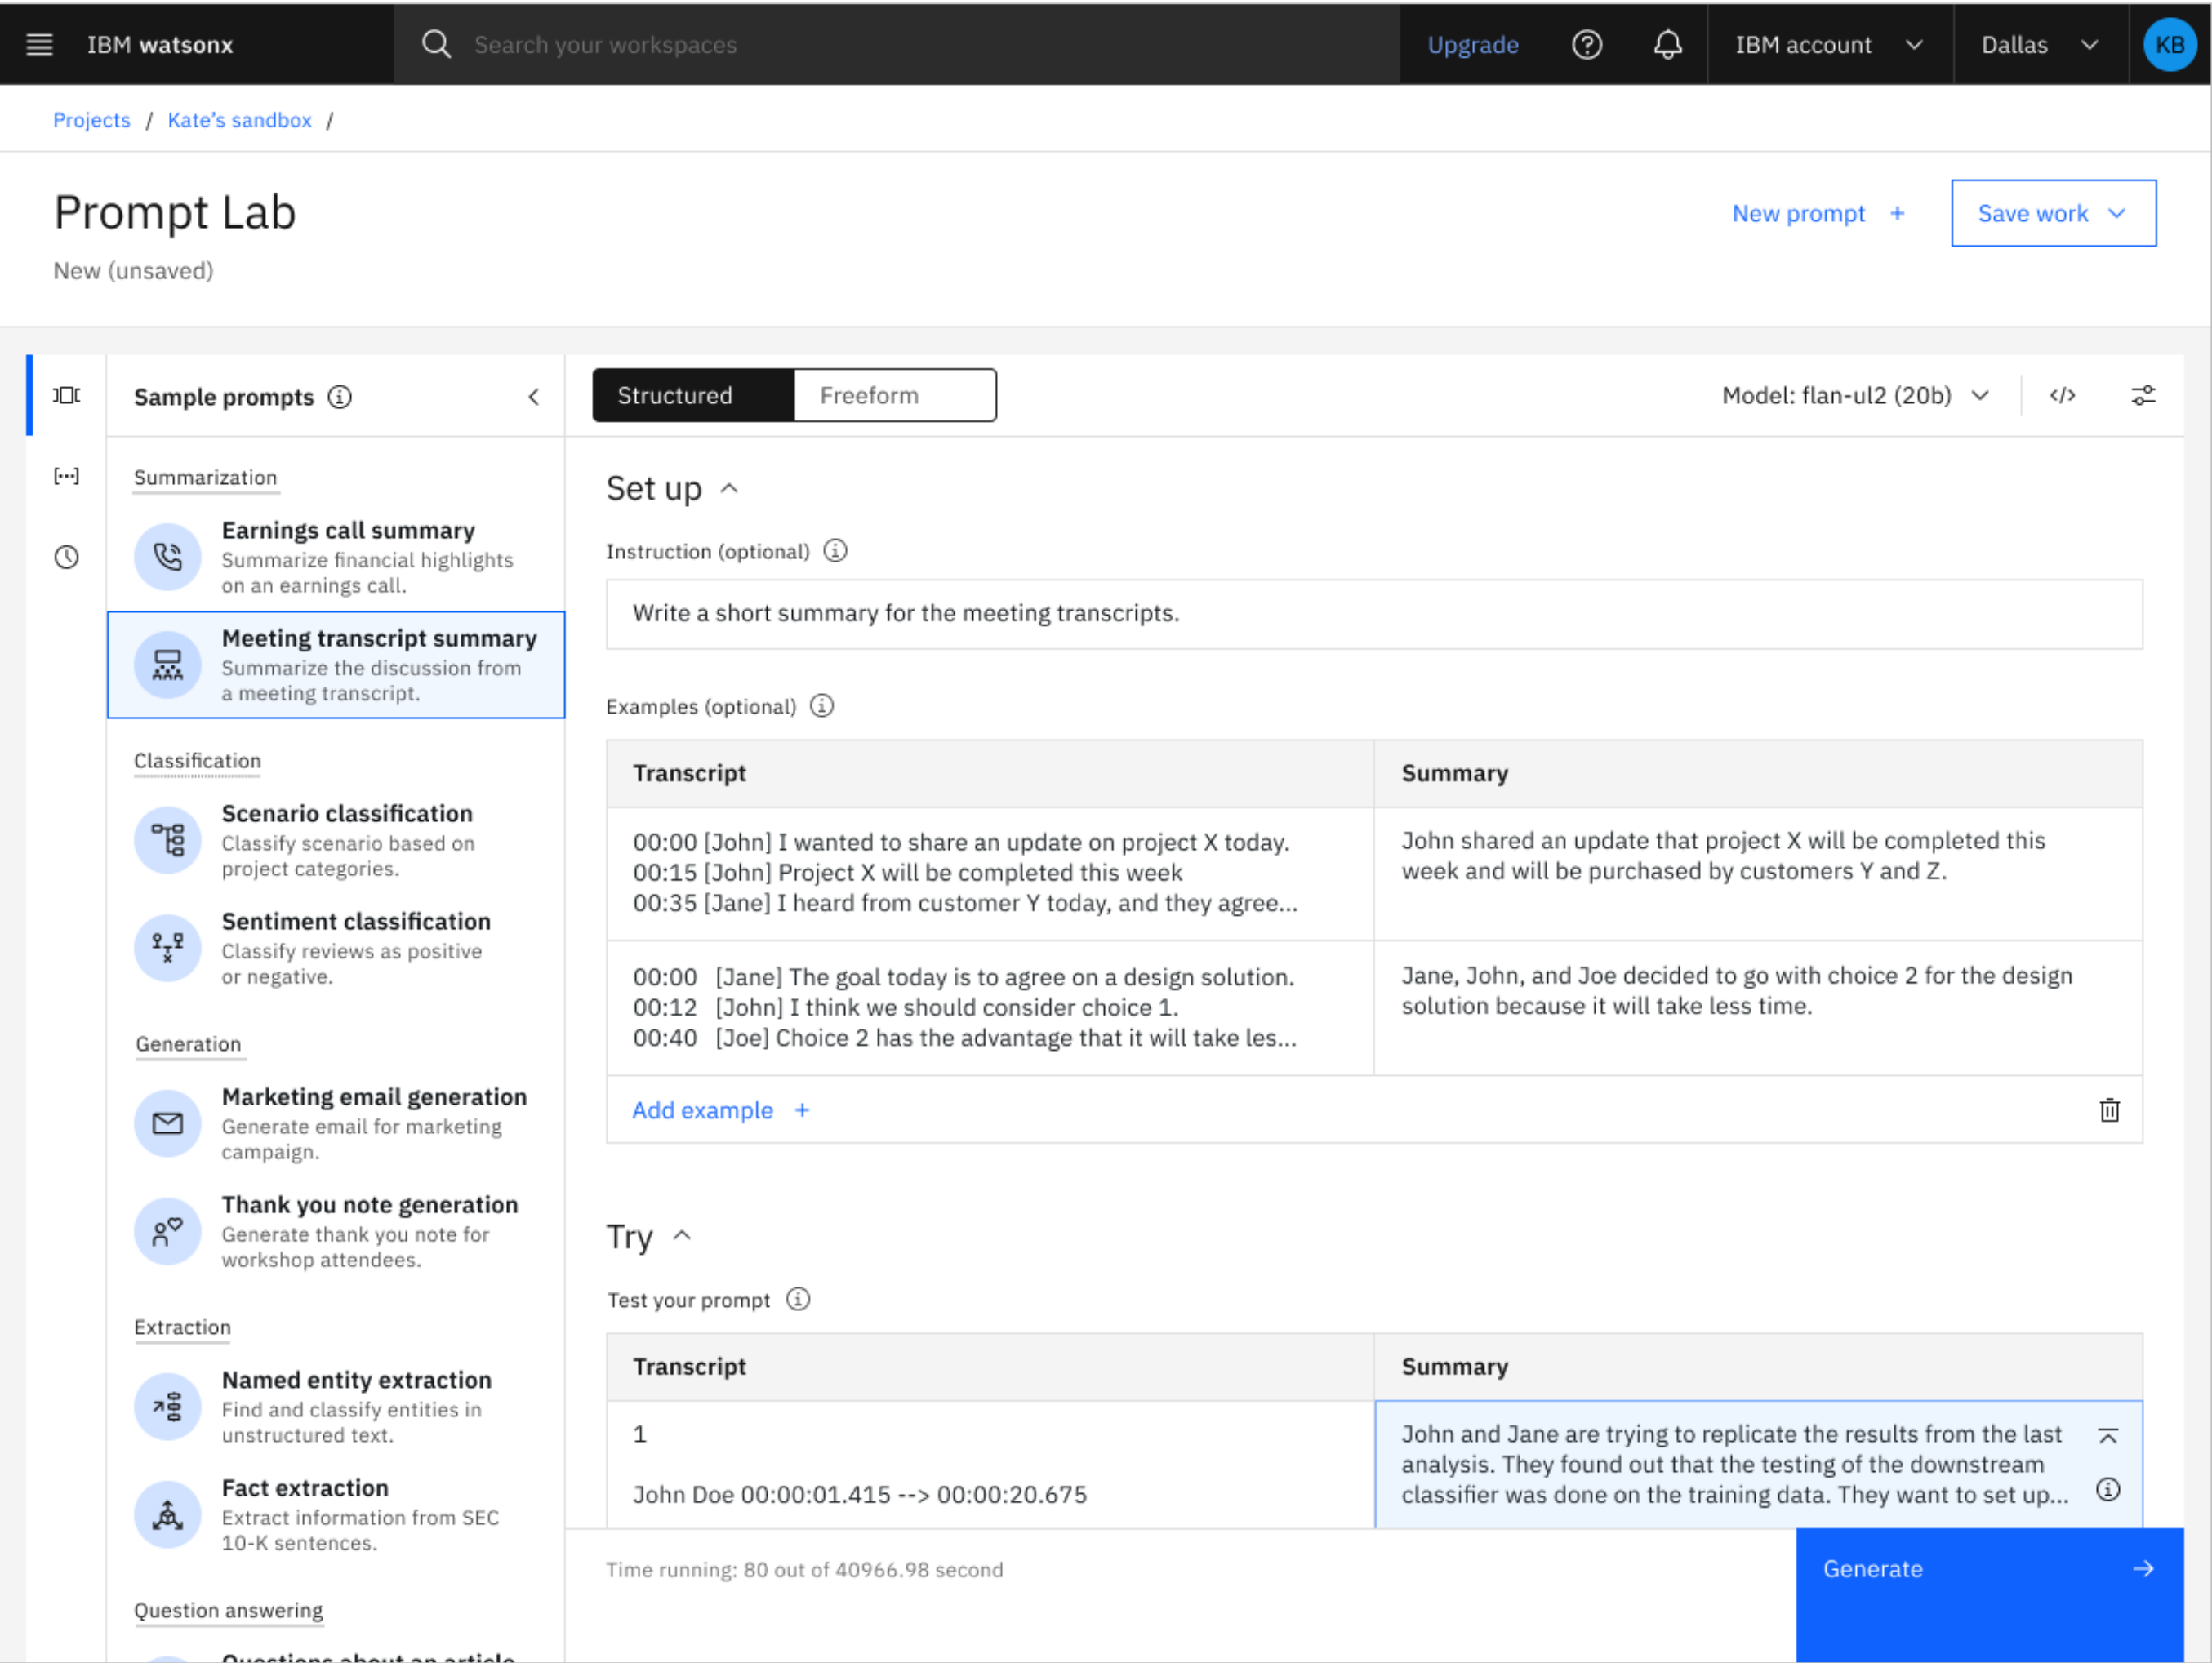 IBM watsonx
Search your workspaces
Upgrade
IBM account
Dallas
KB
Projects / Kate's sandbox /
Prompt Lab
New (unsaved)
New prompt +
Save work
Sample prompts
Summarization
Earnings call summary
Summarize financial highlights
on an earnings call.
Meeting transcript summary
Summarize the discussion from
a meeting transcript.
Classification
Scenario classification
Classify scenario based on
project categories.
Sentiment classification
Classify reviews as positive
or negative.
Generation
Marketing email generation
Generate email for marketing
campaign.
Thank you note generation
Generate thank you note for
workshop attendees.
Extraction
Named entity extraction
Find and classify entities in
unstructured text.
Fact extraction
Extract information from SEC
10-K sentences.
Question answering
Questions about an article
Structured
Freeform
Model: flan-ul2 (20b)
Set up
Instruction (optional)
Write a short summary for the meeting transcripts.
Examples (optional)
Transcript
Summary
00:00 [John] I wanted to share an update on project X today.
00:15 [John] Project X will be completed this week
00:35 [Jane] I heard from customer Y today, and they agree...
John shared an update that project X will be completed this
week and will be purchased by customers Y and Z.
00:00 [Jane] The goal today is to agree on a design solution.
00:12 [John] I think we should consider choice 1.
00:40 [Joe] Choice 2 has the advantage that it will take les...
Jane, John, and Joe decided to go with choice 2 for the design
solution because it will take less time.
Add example +
Try
Test your prompt
Transcript
Summary
1
John Doe 00:00:01.415 --> 00:00:20.675
John and Jane are trying to replicate the results from the last
analysis. They found out that the testing of the downstream
classifier was done on the training data. They want to set up...
Time running: 80 out of 40966.98 second
Generate